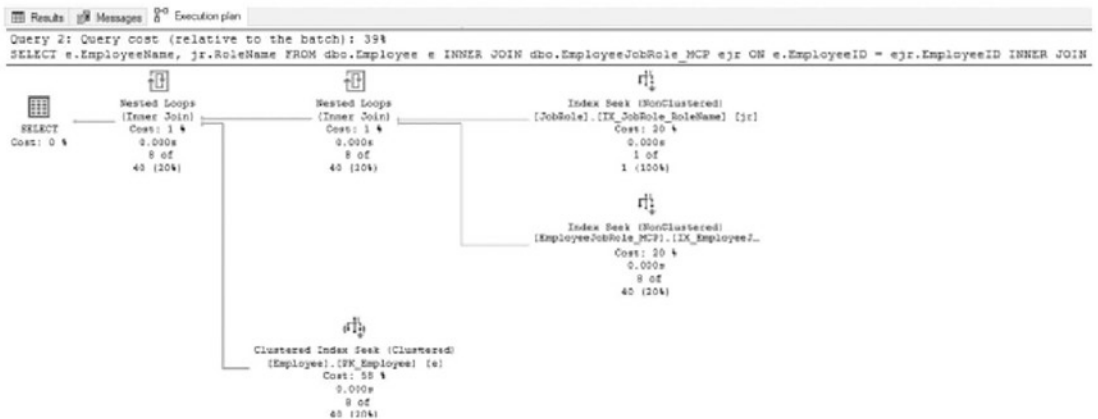 Results Messages Execution plan
Query 2: Query cost (relative to the batch): 39%
SELECT e.EmployeeName, jr.RoleName FROM dbo.Employee e INNER JOIN dbo.EmployeeJobRole_MCP ejr ON e.EmployeeID = ejr.EmployeeID INNER JOIN
SELECT
Cost: 0 %
Nested Loops
(Inner Join)
Cost: 1 %
0.000s
8 of
40 (20%)
Nested Loops
(Inner Join)
Cost: 1 %
0.000s
8 of
40 (20%)
Index Seek (NonClustered)
[JobRole].[IX_JobRole_RoleName] [jr]
Cost: 20 %
0.000s
1 of
1 (100%)
Index Seek (NonClustered)
[EmployeeJobRole_MCP].[IX_EmployeeJ…
Cost: 20 %
0.000s
8 of
40 (20%)
Clustered Index Seek (Clustered)
[Employee].[PK_Employee] [e]
Cost: 58 %
0.000s
8 of
40 (20%)